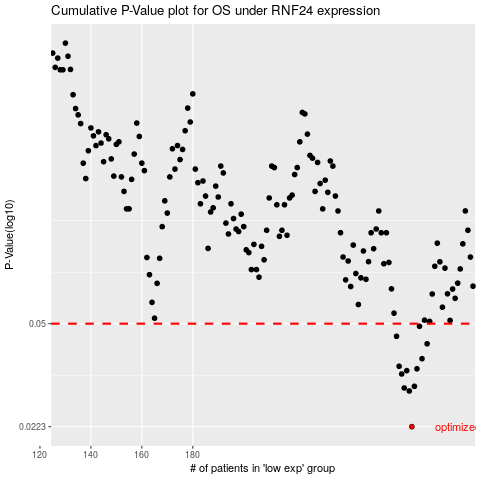 Cumulative P-Value plot for OS under RNF24 expression
P-Value(log10)
0.05
0.0223
optimize
120 140 160 180
# of patients in 'low exp' group